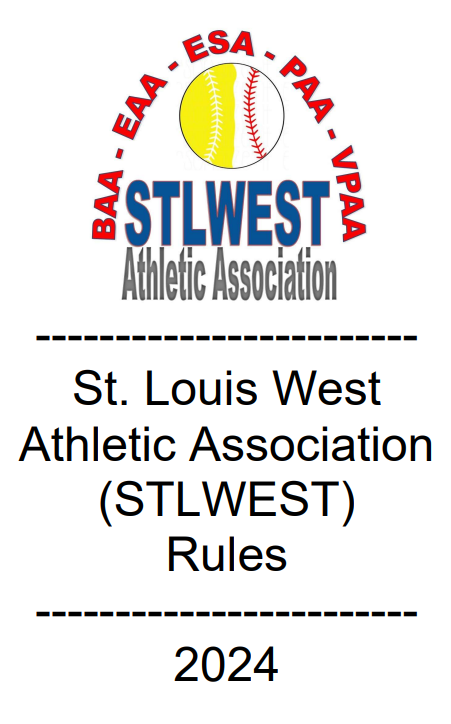 BAA - EAA - ESA - PAA - VPAA
STLWEST
Athletic Association
------------------------
St. Louis West
Athletic Association
(STLWEST)
Rules
------------------------
2024